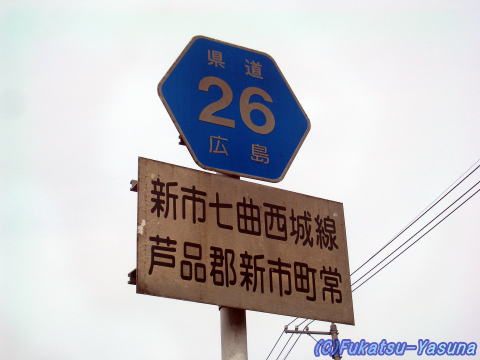 県道
26
広島
新市七曲西城線
芦品郡新市町常
(C)Fukatsu-Yasuna